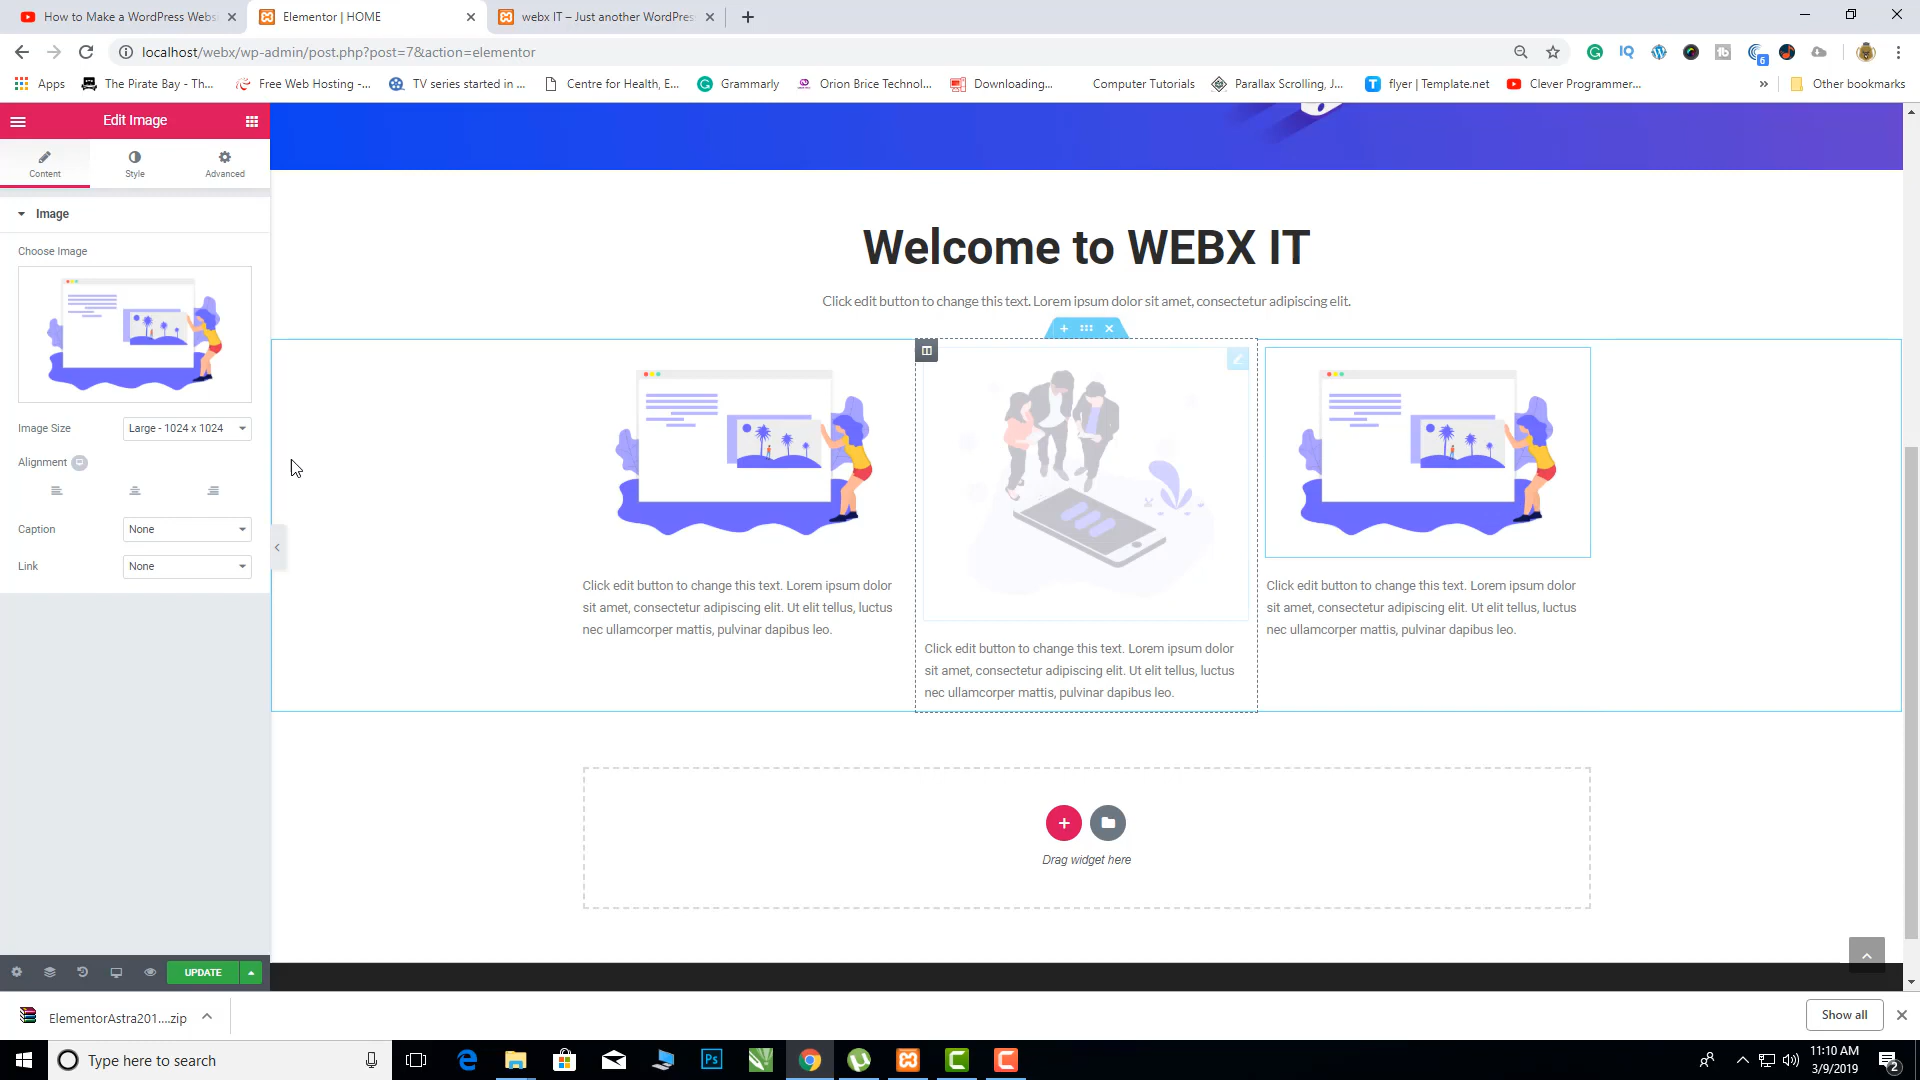 How to Make a WordPress Websi
Elementor | HOME
webx IT – Just another WordPres
localhost/webx/wp-admin/post.php?post=7&action=elementor
6
Apps
The Pirate Bay - Th...
Free Web Hosting -...
TV series started in ...
Centre for Health, E...
Grammarly
Orion Brice Technol...
Downloading...
Computer Tutorials
Parallax Scrolling, J...
flyer | Template.net
Clever Programmer...
»
Other bookmarks
Edit Image
Content
Style
Advanced
Image
Choose Image
Image Size
Large - 1024 x 1024
Alignment
Caption
None
Link
None
UPDATE
Welcome to WEBX IT
Click edit button to change this text. Lorem ipsum dolor sit amet, consectetur adipiscing elit.
Click edit button to change this text. Lorem ipsum dolor
sit amet, consectetur adipiscing elit. Ut elit tellus, luctus
nec ullamcorper mattis, pulvinar dapibus leo.
Click edit button to change this text. Lorem ipsum dolor
sit amet, consectetur adipiscing elit. Ut elit tellus, luctus
nec ullamcorper mattis, pulvinar dapibus leo.
Click edit button to change this text. Lorem ipsum dolor
sit amet, consectetur adipiscing elit. Ut elit tellus, luctus
nec ullamcorper mattis, pulvinar dapibus leo.
Drag widget here
ElementorAstra201....zip
Show all
Type here to search
Ps
11:10 AM
3/9/2019
2